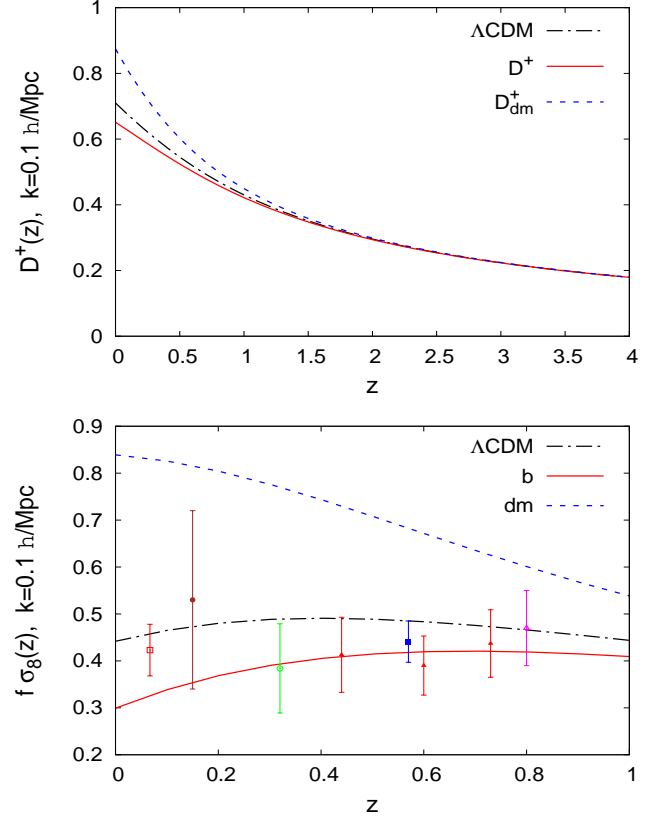 ΛCDM
D⁺
D⁺dm
D⁺(z), k=0.1 h/Mpc
1
0.8
0.6
0.4
0.2
0
0 0.5 1 1.5 2 2.5 3 3.5 4
z
ΛCDM
b
dm
f σ₈(z), k=0.1 h/Mpc
0.9
0.8
0.7
0.6
0.5
0.4
0.3
0.2
0 0.2 0.4 0.6 0.8 1
z